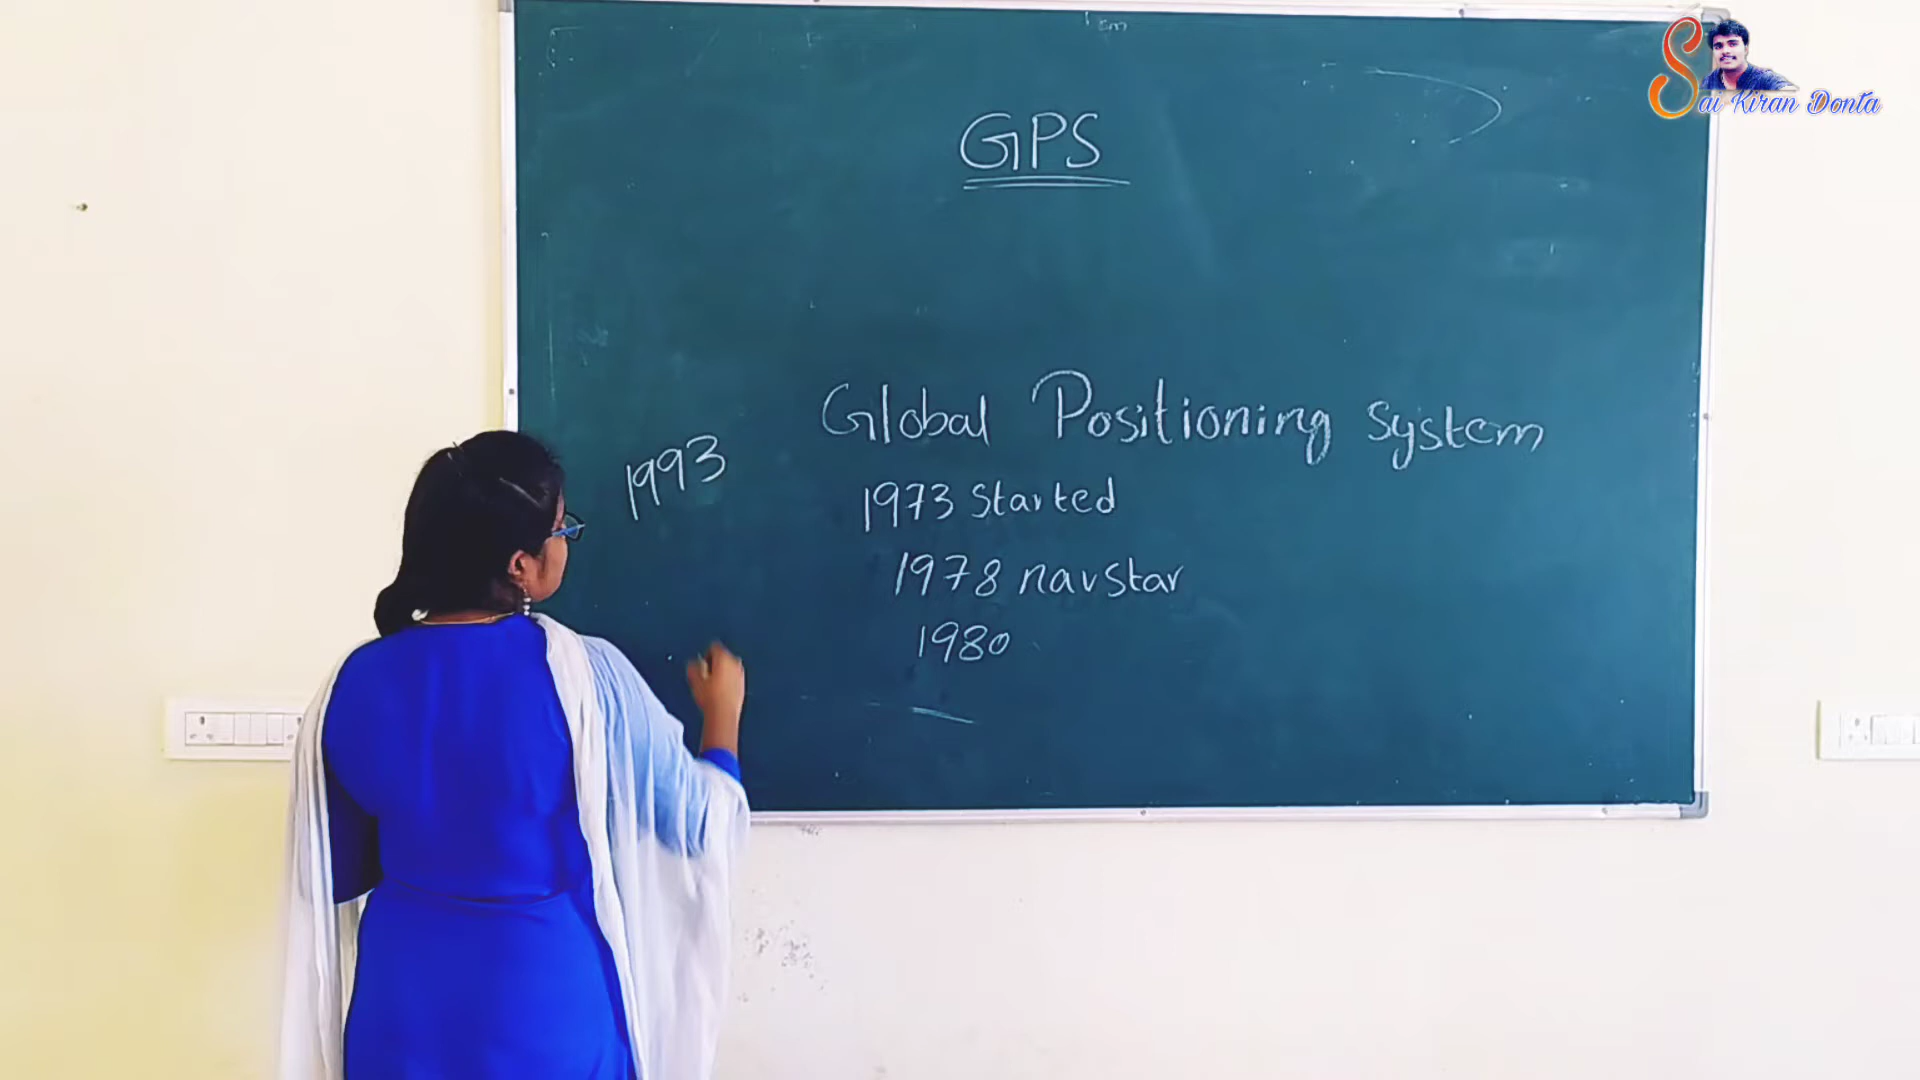 GPS
Global Positioning System
1993
1973 Started
1978 navstar
1980
Sai Kiran Donta